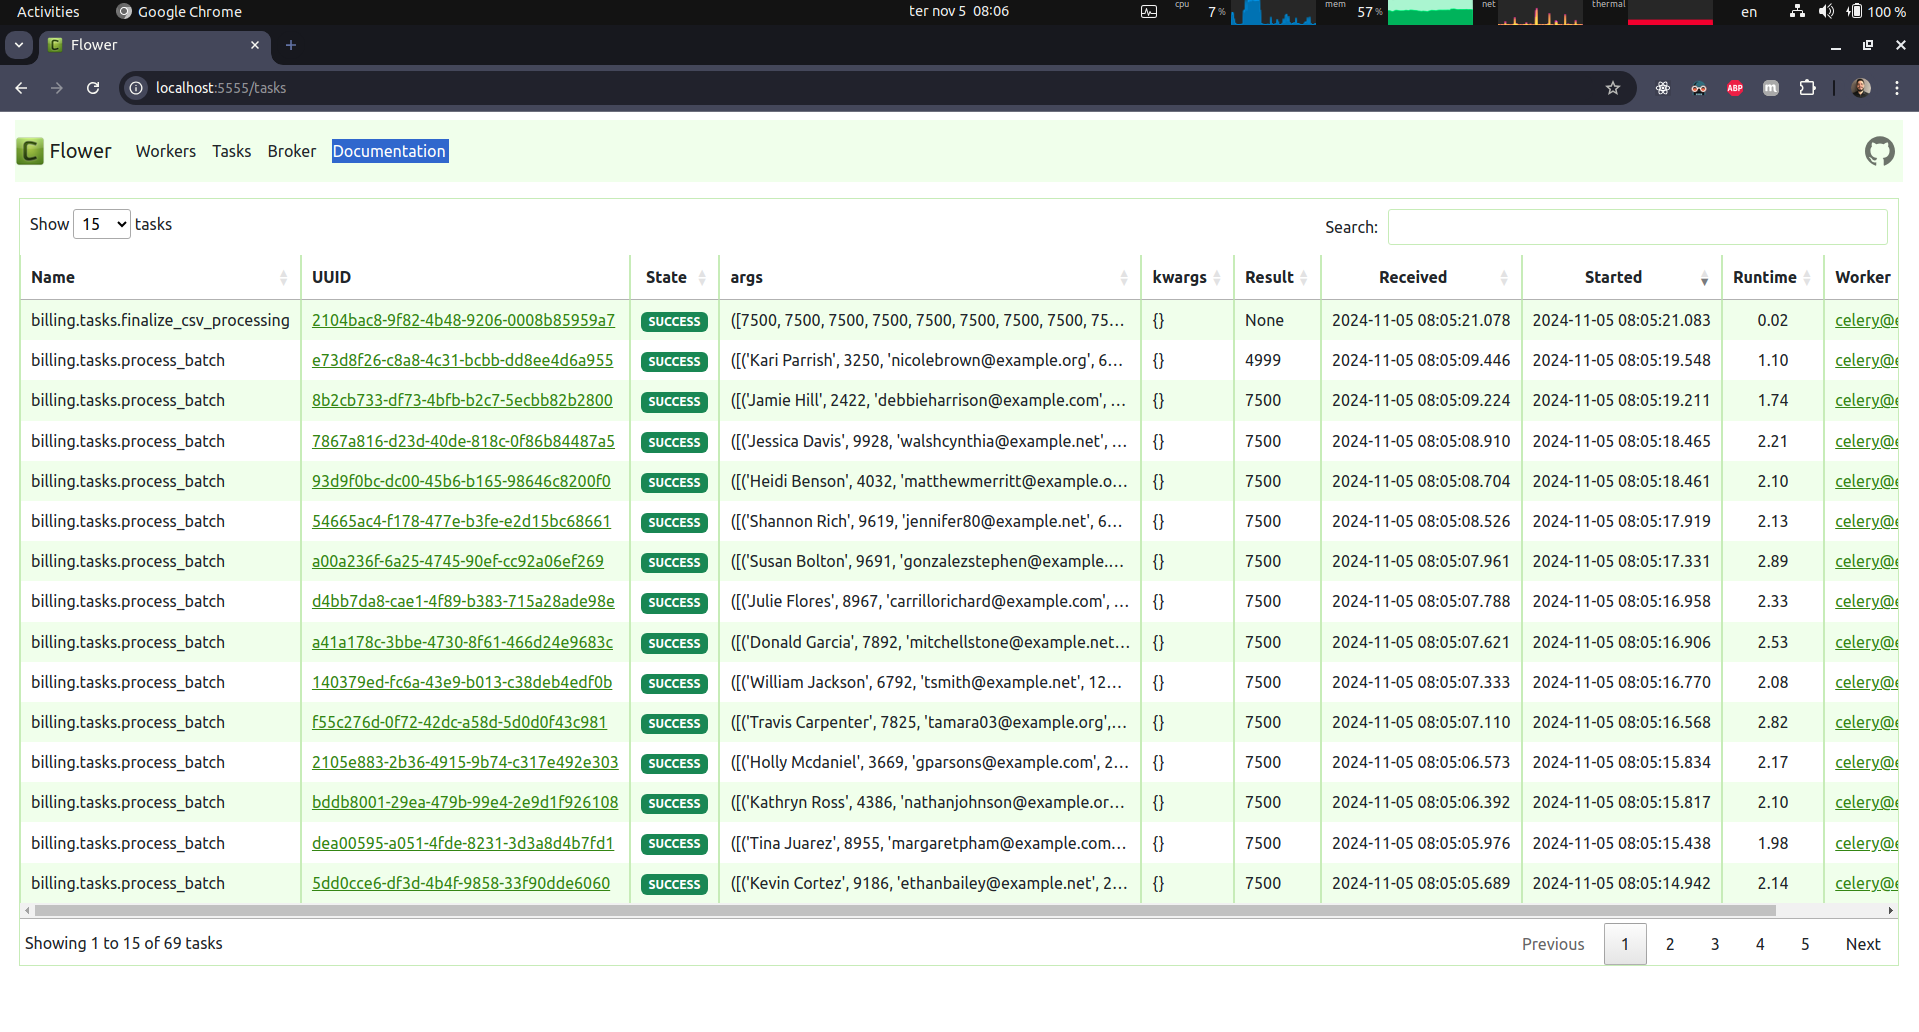 Activities Google Chrome ter nov 5 08:06 cpu 7 % mem 57 % net thermal en 100 %
Flower
localhost:5555/tasks
Flower Workers Tasks Broker Documentation
Show 15 tasks Search:
Name UUID State args kwargs Result Received Started Runtime Worker
billing.tasks.finalize_csv_processing 2104bac8-9f82-4b48-9206-0008b85959a7 SUCCESS ([7500, 7500, 7500, 7500, 7500, 7500, 7500, 7500, 75... {} None 2024-11-05 08:05:21.078 2024-11-05 08:05:21.083 0.02 celery@e
billing.tasks.process_batch e73d8f26-c8a8-4c31-bcbb-dd8ee4d6a955 SUCCESS ([('Kari Parrish', 3250, 'nicolebrown@example.org', 6... {} 4999 2024-11-05 08:05:09.446 2024-11-05 08:05:19.548 1.10 celery@e
billing.tasks.process_batch 8b2cb733-df73-4bfb-b2c7-5ecbb82b2800 SUCCESS ([('Jamie Hill', 2422, 'debbieharrison@example.com', ... {} 7500 2024-11-05 08:05:09.224 2024-11-05 08:05:19.211 1.74 celery@e
billing.tasks.process_batch 7867a816-d23d-40de-818c-0f86b84487a5 SUCCESS ([('Jessica Davis', 9928, 'walshcynthia@example.net', ... {} 7500 2024-11-05 08:05:08.910 2024-11-05 08:05:18.465 2.21 celery@e
billing.tasks.process_batch 93d9f0bc-dc00-45b6-b165-98646c8200f0 SUCCESS ([('Heidi Benson', 4032, 'matthewmerritt@example.o... {} 7500 2024-11-05 08:05:08.704 2024-11-05 08:05:18.461 2.10 celery@e
billing.tasks.process_batch 54665ac4-f178-477e-b3fe-e2d15bc68661 SUCCESS ([('Shannon Rich', 9619, 'jennifer80@example.net', 6... {} 7500 2024-11-05 08:05:08.526 2024-11-05 08:05:17.919 2.13 celery@e
billing.tasks.process_batch a00a236f-6a25-4745-90ef-cc92a06ef269 SUCCESS ([('Susan Bolton', 9691, 'gonzalezstephen@example.... {} 7500 2024-11-05 08:05:07.961 2024-11-05 08:05:17.331 2.89 celery@e
billing.tasks.process_batch d4bb7da8-cae1-4f89-b383-715a28ade98e SUCCESS ([('Julie Flores', 8967, 'carrillorichard@example.com', ... {} 7500 2024-11-05 08:05:07.788 2024-11-05 08:05:16.958 2.33 celery@e
billing.tasks.process_batch a41a178c-3bbe-4730-8f61-466d24e9683c SUCCESS ([('Donald Garcia', 7892, 'mitchellstone@example.net... {} 7500 2024-11-05 08:05:07.621 2024-11-05 08:05:16.906 2.53 celery@e
billing.tasks.process_batch 140379ed-fc6a-43e9-b013-c38deb4edf0b SUCCESS ([('William Jackson', 6792, 'tsmith@example.net', 12... {} 7500 2024-11-05 08:05:07.333 2024-11-05 08:05:16.770 2.08 celery@e
billing.tasks.process_batch f55c276d-0f72-42dc-a58d-5d0d0f43c981 SUCCESS ([('Travis Carpenter', 7825, 'tamara03@example.org',... {} 7500 2024-11-05 08:05:07.110 2024-11-05 08:05:16.568 2.82 celery@e
billing.tasks.process_batch 2105e883-2b36-4915-9b74-c317e492e303 SUCCESS ([('Holly Mcdaniel', 3669, 'gparsons@example.com', 2... {} 7500 2024-11-05 08:05:06.573 2024-11-05 08:05:15.834 2.17 celery@e
billing.tasks.process_batch bddb8001-29ea-479b-99e4-2e9d1f926108 SUCCESS ([('Kathryn Ross', 4386, 'nathanjohnson@example.or... {} 7500 2024-11-05 08:05:06.392 2024-11-05 08:05:15.817 2.10 celery@e
billing.tasks.process_batch dea00595-a051-4fde-8231-3d3a8d4b7fd1 SUCCESS ([('Tina Juarez', 8955, 'margaretpham@example.com... {} 7500 2024-11-05 08:05:05.976 2024-11-05 08:05:15.438 1.98 celery@e
billing.tasks.process_batch 5dd0cce6-df3d-4b4f-9858-33f90dde6060 SUCCESS ([('Kevin Cortez', 9186, 'ethanbailey@example.net', 2... {} 7500 2024-11-05 08:05:05.689 2024-11-05 08:05:14.942 2.14 celery@e
Showing 1 to 15 of 69 tasks Previous 1 2 3 4 5 Next